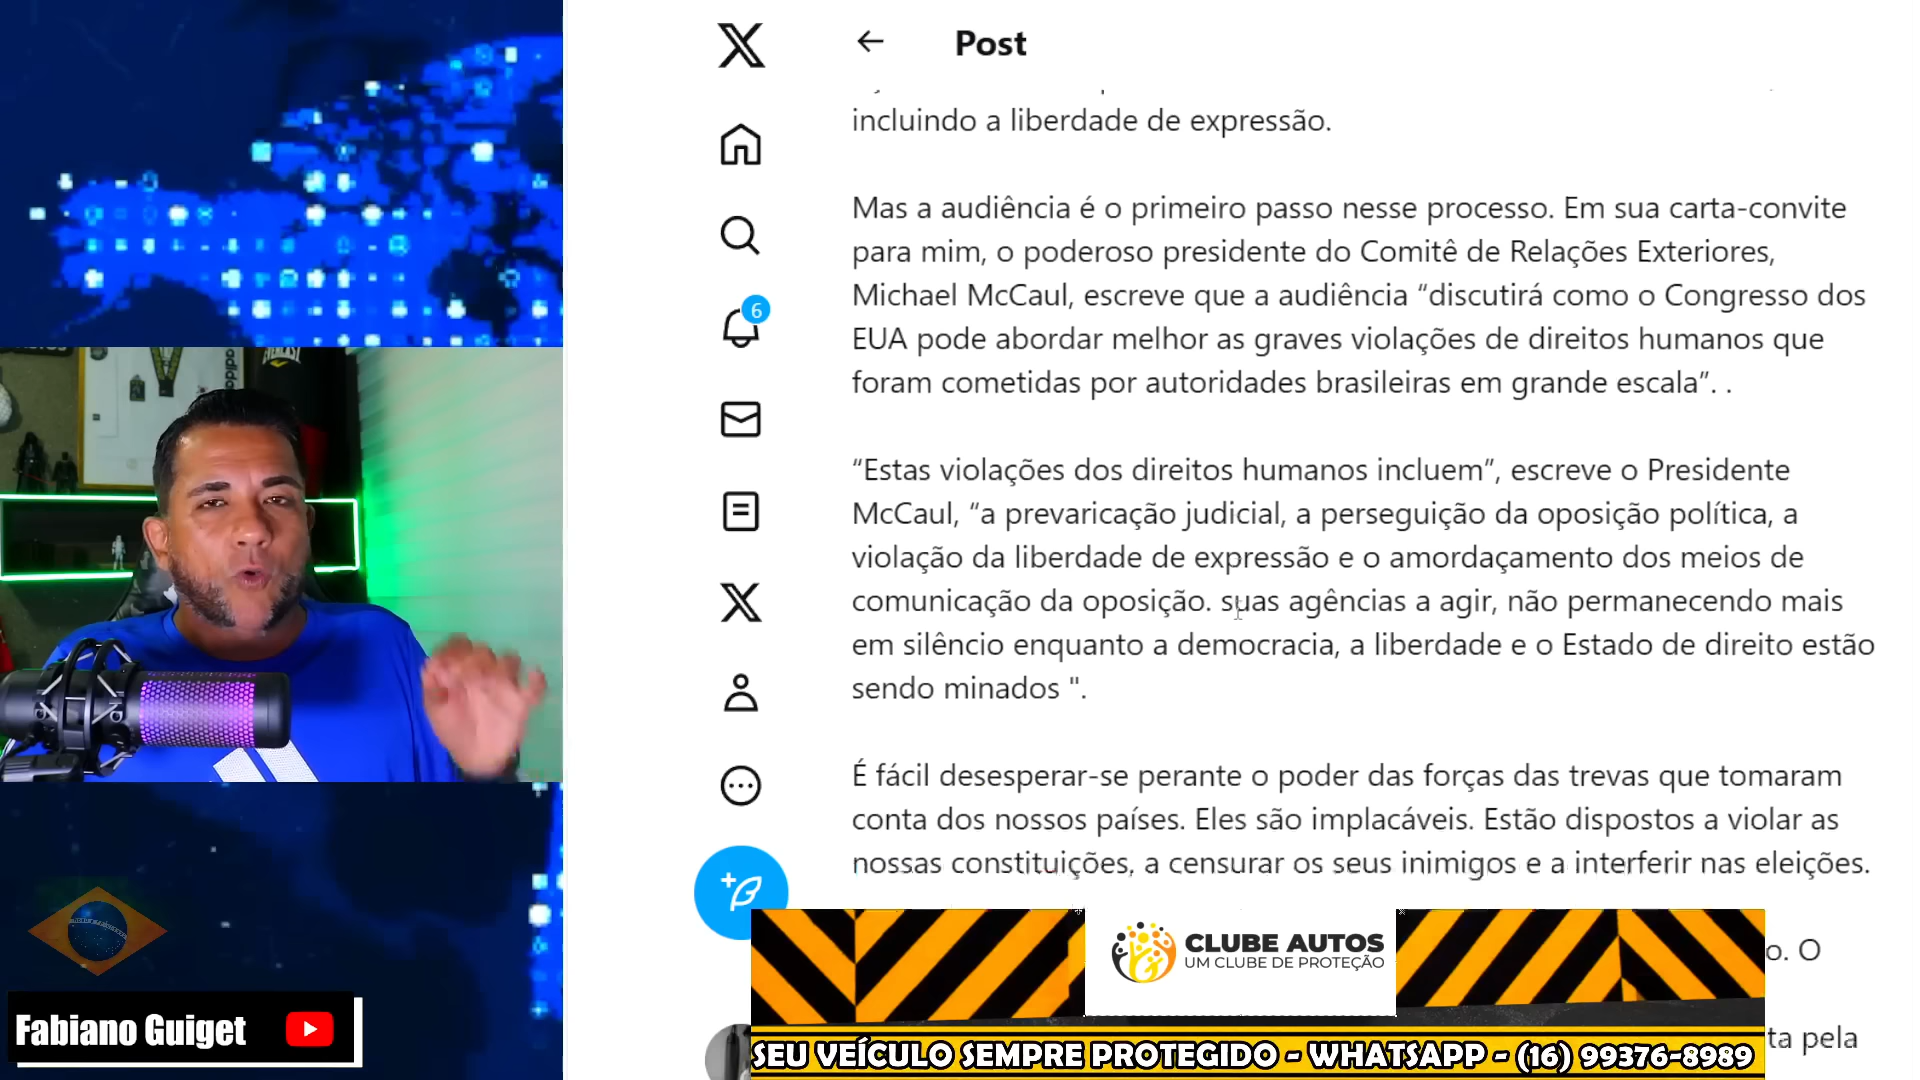 Post
incluindo a liberdade de expressão.
Mas a audiência é o primeiro passo nesse processo. Em sua carta-convite
para mim, o poderoso presidente do Comitê de Relações Exteriores,
Michael McCaul, escreve que a audiência “discutirá como o Congresso dos
EUA pode abordar melhor as graves violações de direitos humanos que
foram cometidas por autoridades brasileiras em grande escala”. .
“Estas violações dos direitos humanos incluem”, escreve o Presidente
McCaul, “a prevaricação judicial, a perseguição da oposição política, a
violação da liberdade de expressão e o amordaçamento dos meios de
comunicação da oposição. suas agências a agir, não permanecendo mais
em silêncio enquanto a democracia, a liberdade e o Estado de direito estão
sendo minados ".
É fácil desesperar-se perante o poder das forças das trevas que tomaram
conta dos nossos países. Eles são implacáveis. Estão dispostos a violar as
nossas constituições, a censurar os seus inimigos e a interferir nas eleições.
o. O
ta pela
6
EVERLAST
adidas
Fabiano Guiget
CLUBE AUTOS
UM CLUBE DE PROTEÇÃO
SEU VEÍCULO SEMPRE PROTEGIDO - WHATSAPP - (16) 99376-8989